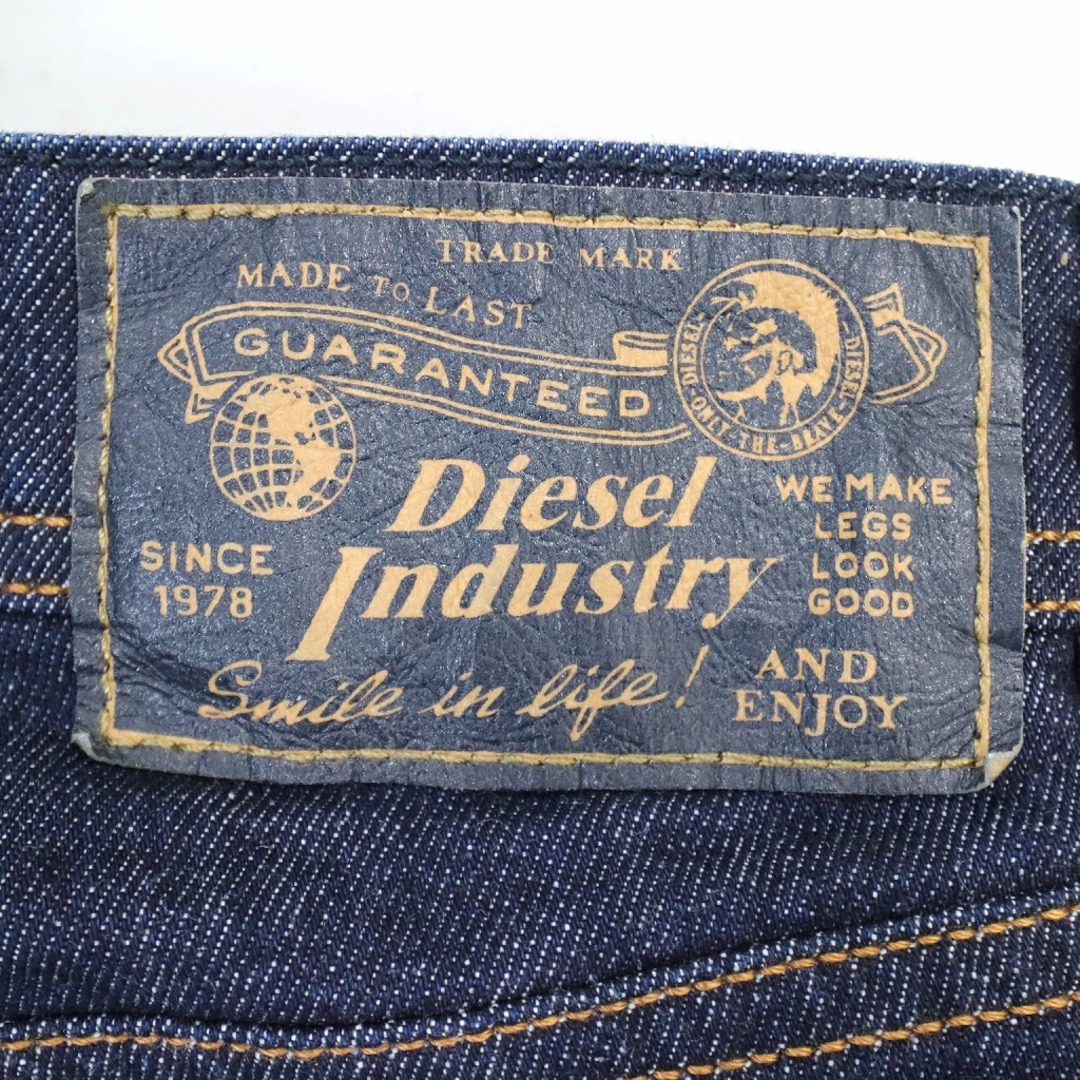 TRADE MARK
MADE TO LAST
GUARANTEED
DIESEL
DIESEL
ONLY-THE-BRAVE
Diesel
Industry
SINCE
1978
WE MAKE
LEGS
LOOK
GOOD
AND
ENJOY
Smile in life!